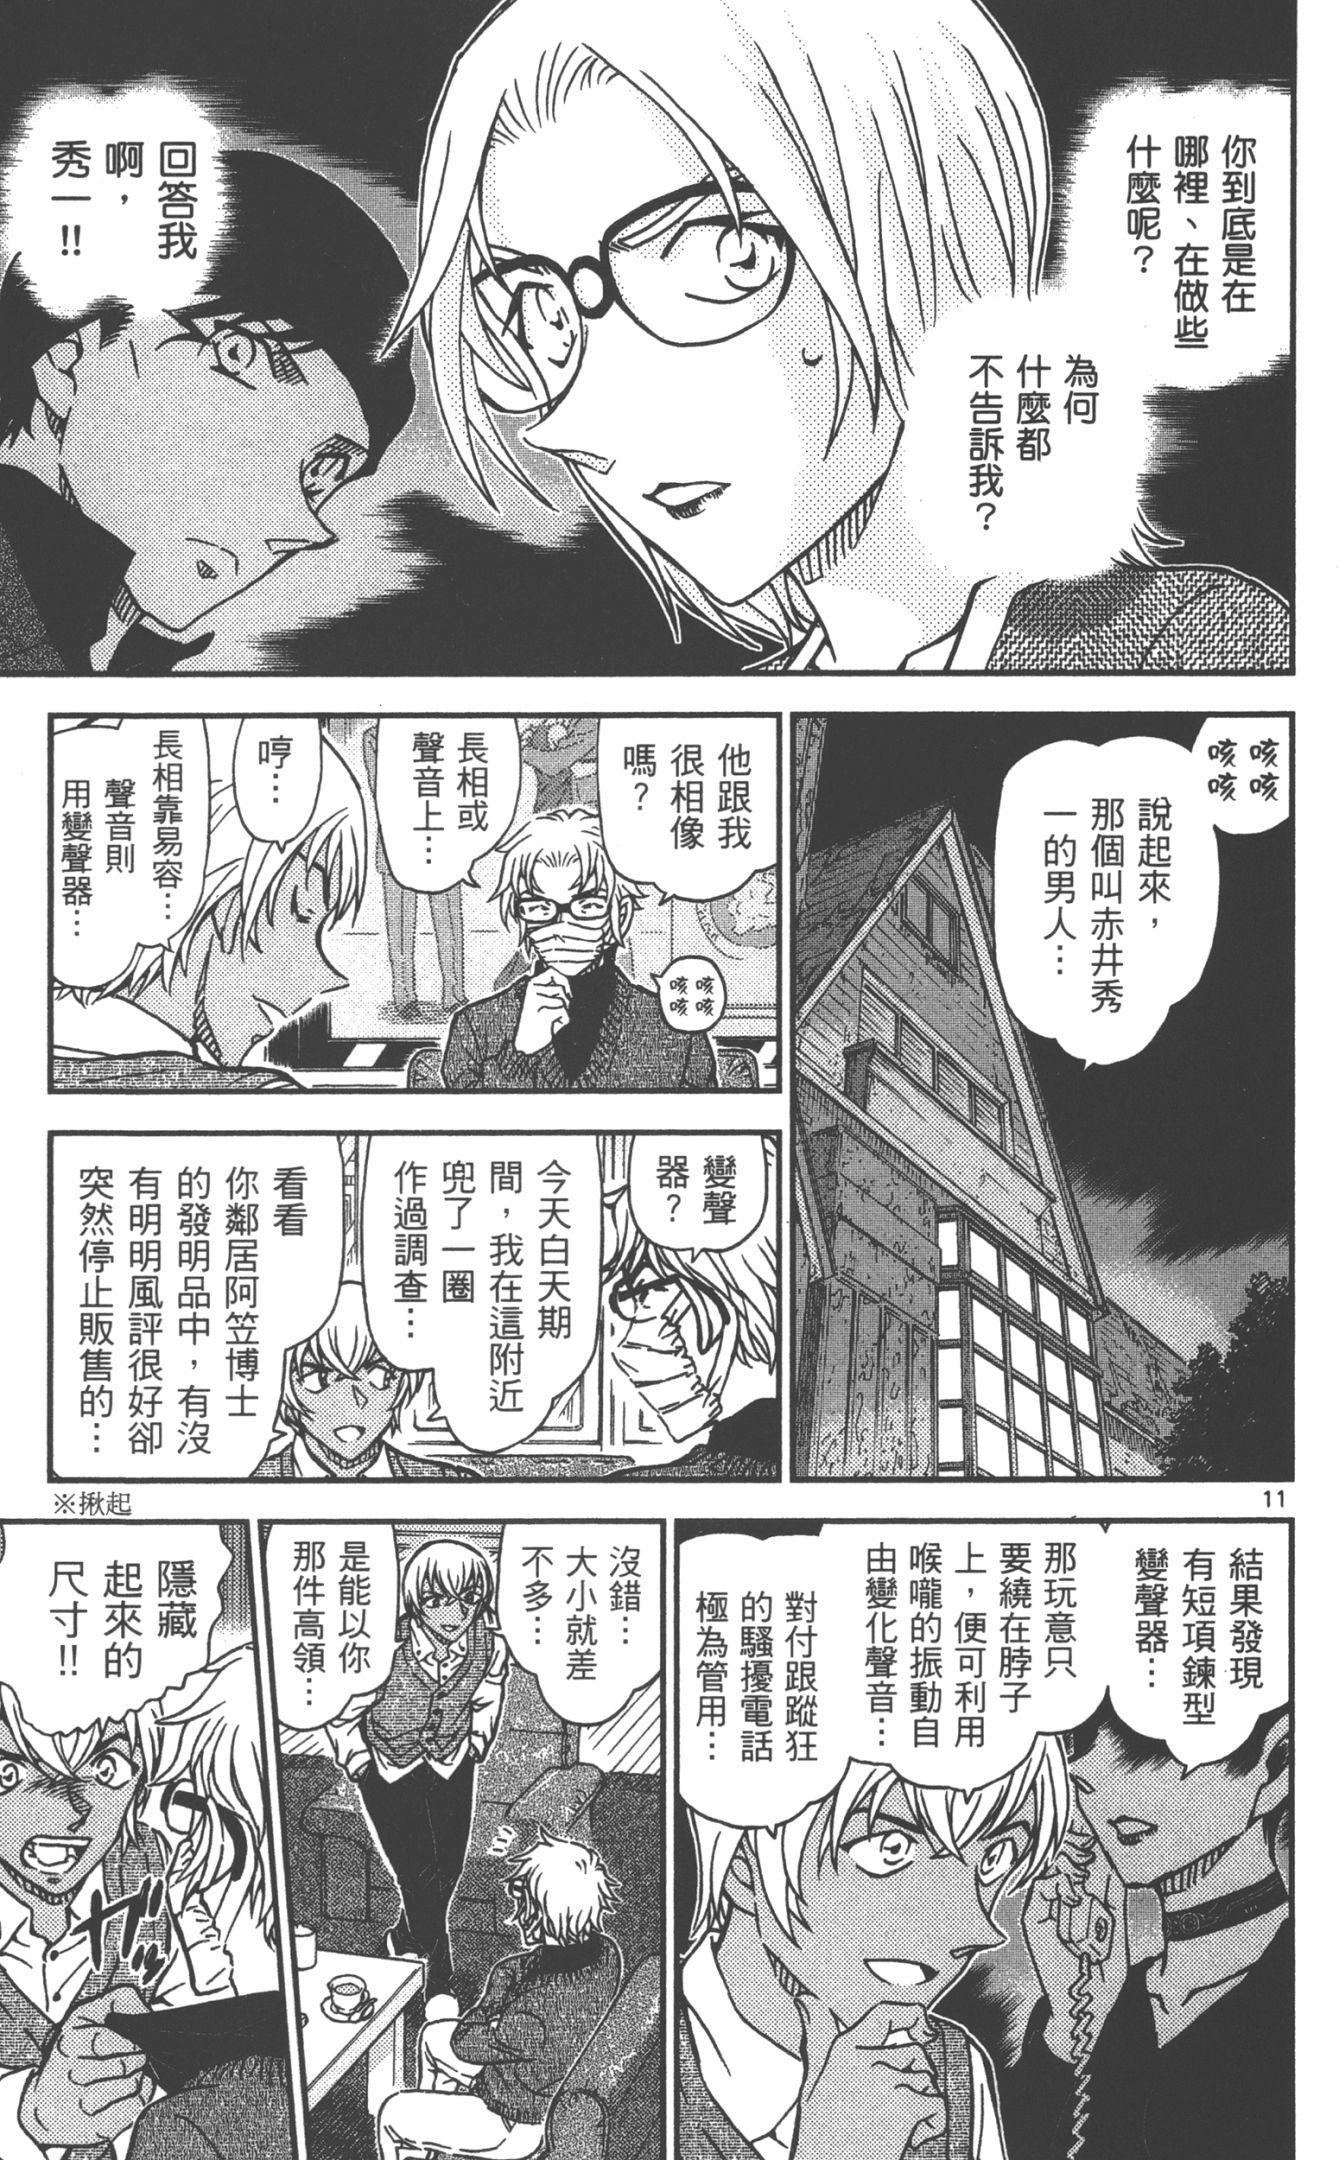 你到底是在
哪裡、在做些
什麼呢？
為何
什麼都
不告訴我？
回答我
啊，
秀一!!
咳咳
咳咳
說起來，
那個叫赤井秀
一的男人…
他跟我
很相像
嗎？
咳咳
咳咳
長相或
聲音上…
哼…
長相靠易容…
聲音則
用變聲器…
變聲
器？
今天白天期
間，我在這附近
兜了一圈
作過調查…
看看
你鄰居阿笠博士
的發明品中，有沒
有明明風評很好卻
突然停止販售的…
※揪起
11
結果發現
有短項鍊型
變聲器…
那玩意只
要繞在脖子
上，便可利用
喉嚨的振動自
由變化聲音…
對付跟蹤狂
的騷擾電話
極為管用…
沒錯…
大小就差
不多…
是能以你
那件高領…
隱藏
起來的
尺寸!!
ガッ